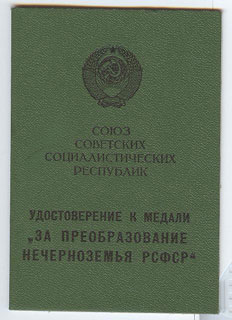 СОЮЗ
СОВЕТСКИХ
СОЦИАЛИСТИЧЕСКИХ
РЕСПУБЛИК
УДОСТОВЕРЕНИЕ К МЕДАЛИ
„ЗА ПРЕОБРАЗОВАНИЕ
НЕЧЕРНОЗЕМЬЯ РСФСР“